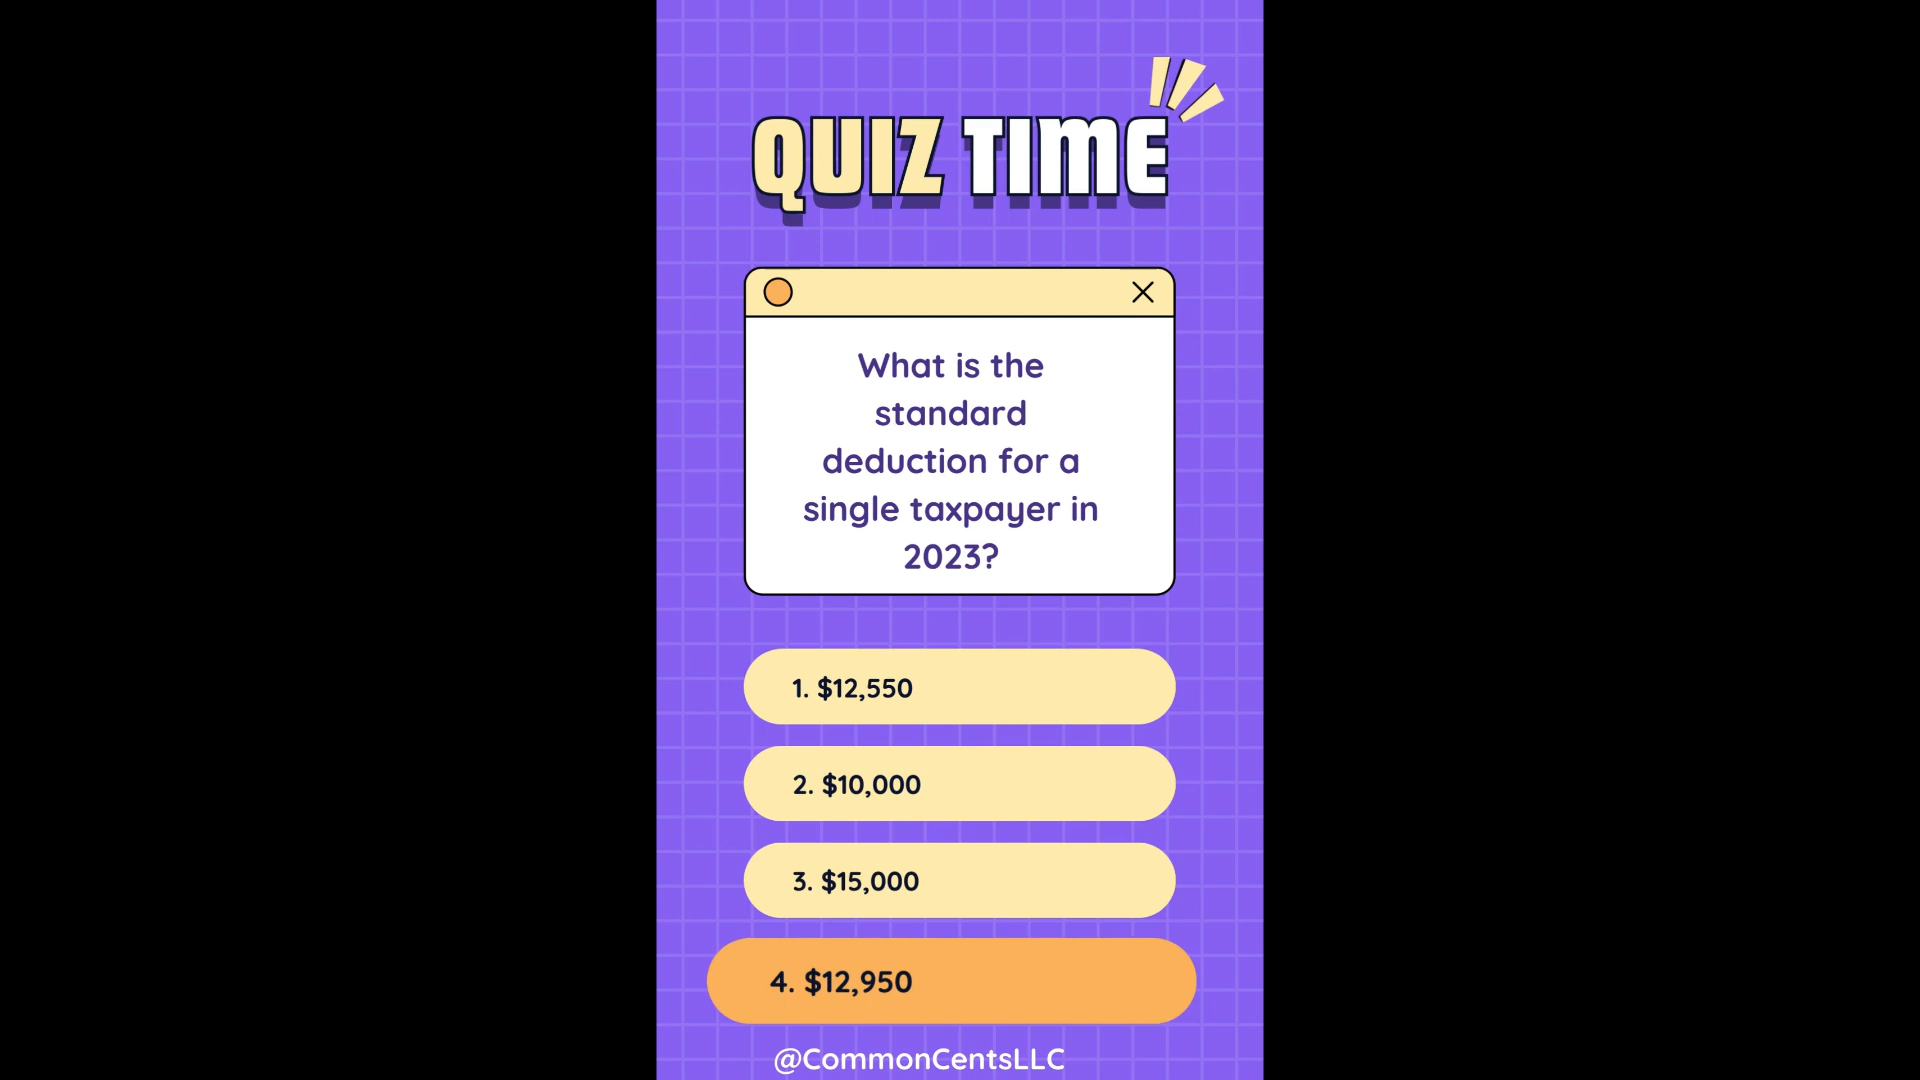 QUIZ TIME
What is the
standard
deduction for a
single taxpayer in
2023?
1. $12,550
2. $10,000
3. $15,000
4. $12,950
@CommonCentsLLC